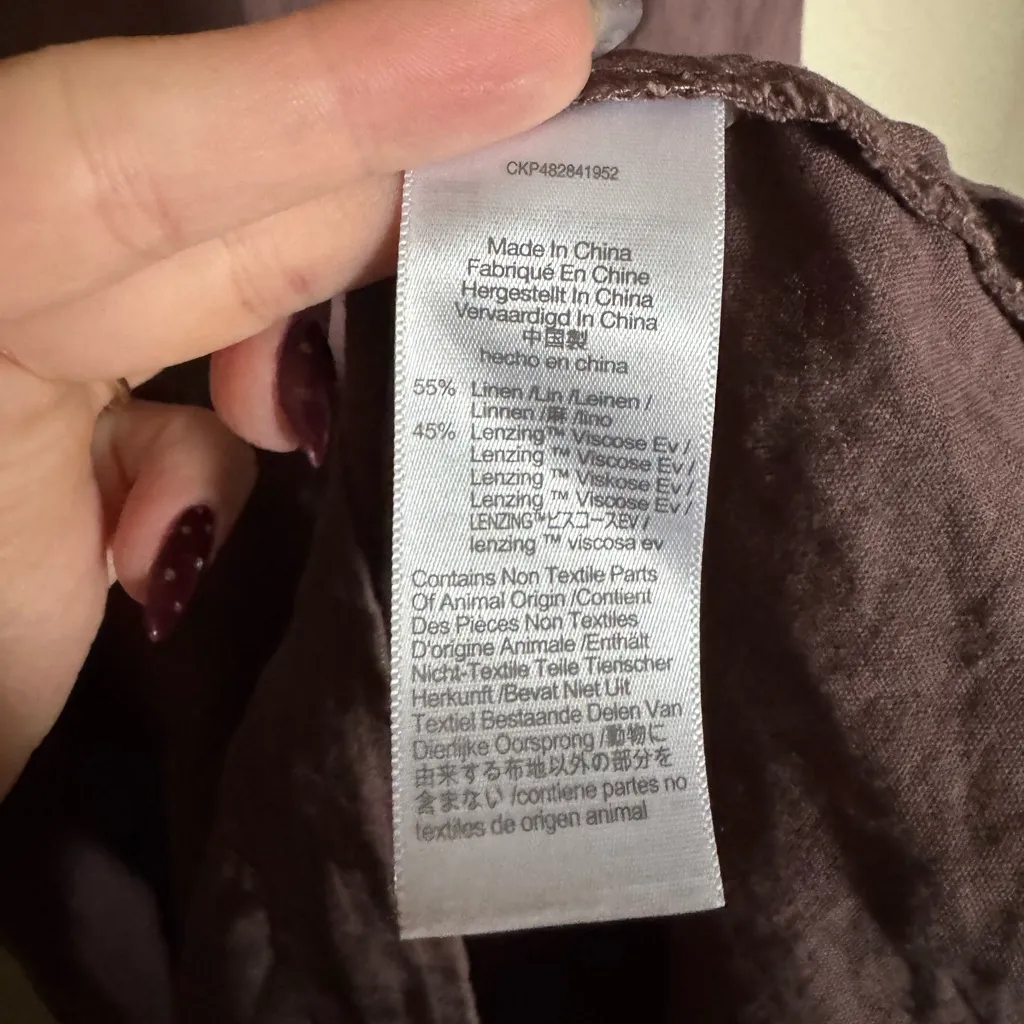 CKP482841952
Made In China
Fabriqué En Chine
Hergestellt In China
Vervaardigd In China
中国製
hecho en china
55% Linen /Lin /Leinen /
Linnen /麻 /lino
45% Lenzing™ Viscose Ev /
Lenzing ™ Viscose Ev /
Lenzing ™ Viskose Ev /
Lenzing ™ Viscose Ev /
LENZING™ビスコースEV /
lenzing ™ viscosa ev
Contains Non Textile Parts
Of Animal Origin /Contient
Des Pieces Non Textiles
D'origine Animale /Enthält
Nicht-Textile Teile Tienscher
Herkunft /Bevat Niet Uit
Textiel Bestaande Delen Van
Dierlijke Oorsprong /動物に
由来する布地以外の部分を
含まない /contiene partes no
textiles de origen animal